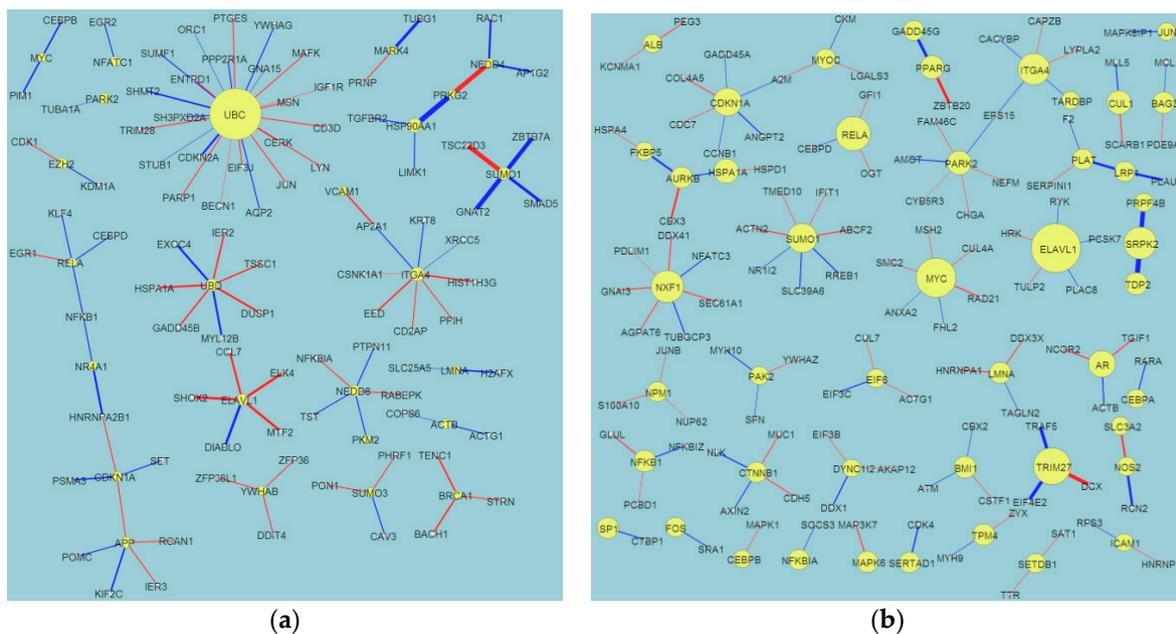 CEBPB
EGR2
MYC
NFATC1
PIM1
PARK2
TUBA1A
CDK1
EZH2
KDM1A
PTGES
ORC1
YWHAG
SUMF1
PPP2R1A
MAFK
ENTPD1
GNA15
SHMT2
IGF1R
UBC
MSN
SH3PXD2A
TRIM28
CD3D
CERK
STUB1
CDKN2A
EIF3J
LYN
PARP1
JUN
BECN1
AQP2
TUBG1
RAC1
MARK4
NEDD4
PRNP
AP1G2
PRKG2
TGFBR2
HSP90AA1
LIMK1
ZBTB7A
TSC22D3
SUMO1
GNAT2
SMAD5
KLF4
CEBPD
EGR1
RELA
NFKB1
NR4A1
HNRNPA2B1
SET
CDKN1A
PSMA3
APP
RCAN1
POMC
IER3
KIF2C
IER2
EXOC4
TSSC1
HSPA1A
UBD
DUSP1
GADD45B
MYL12B
VCAM1
AP2A1
KRT8
XRCC5
CSNK1A1
ITGA4
HIST1H3G
EED
PPIH
CD2AP
CCL7
ELK4
SHOX2
ELAVL1
MTF2
DIABLO
PTPN11
NFKBIA
SLC25A5
LMNA
H2AFX
NEDD8
RABEPK
TST
COPS6
ACTB
PKM2
ACTG1
ZFP36
ZFP36L1
YWHAB
DDIT4
PHRF1
PON1
SUMO3
CAV3
TENC1
BRCA1
STRN
BACH1
(a)
PEG3
ALB
KCNMA1
CKM
GADD45A
MYOC
COL4A5
A2M
LGALS3
CDKN1A
CDC7
ANGPT2
CCNB1
HSPA4
FKBP5
HSPA1A
HSPD1
AURKB
CBX3
GFI1
RELA
CEBPD
OGT
GADD45G
PPARG
ZBTB20
CAPZB
CACYBP
LYPLA2
ITGA4
TARDBP
EPS15
FAM46C
AMOT
PARK2
NEFM
CYB5R3
CHGA
F2
PLAT
LRP1
SERPINI1
PLAU
MAPK8IP1
JUN
MLL5
CUL1
SCARB1
BAG3
PDE9A
TMED10
IFIT1
ACTN2
SUMO1
ABCF2
NR1I2
RREB1
SLC39A6
DDX41
PDLIM1
NFATC3
GNAI3
NXF1
SEC61A1
AGPAT6
TUBGCP3
MSH2
SMC2
CUL4A
MYC
RAD21
ANXA2
FHL2
RYK
HRK
ELAVL1
PCSK7
TULP2
PLAC8
PRPF4B
SRPK2
TDP2
JUNB
NPM1
S100A10
NUP62
MYH10
YWHAZ
PAK2
SPN
CUL7
EIF6
EIF3C
ACTG1
DDX3X
HNRNPA1
LMNA
TAGLN2
NCOR2
TGIF1
AR
ACTB
RARA
CEBPA
GLUL
NFKB1
NFKBIZ
PCBD1
NLK
MUC1
CTNNB1
CDH5
AXIN2
EIF3B
DYNC1I2
AKAP12
DDX1
CBX2
BMI1
ATM
CSTF1
TRAF5
TRIM27
DCX
EIF4E2
SLC3A2
NOS2
RCN2
SP1
CTBP1
FOS
SRA1
MAPK1
CEBPB
SOCS3
NFKBIA
MAP3K7
MAPK6
CDK4
SERTAD1
ZYX
TPM4
MYH9
SAT1
SETDB1
TTR
RPS3
ICAM1
(b)